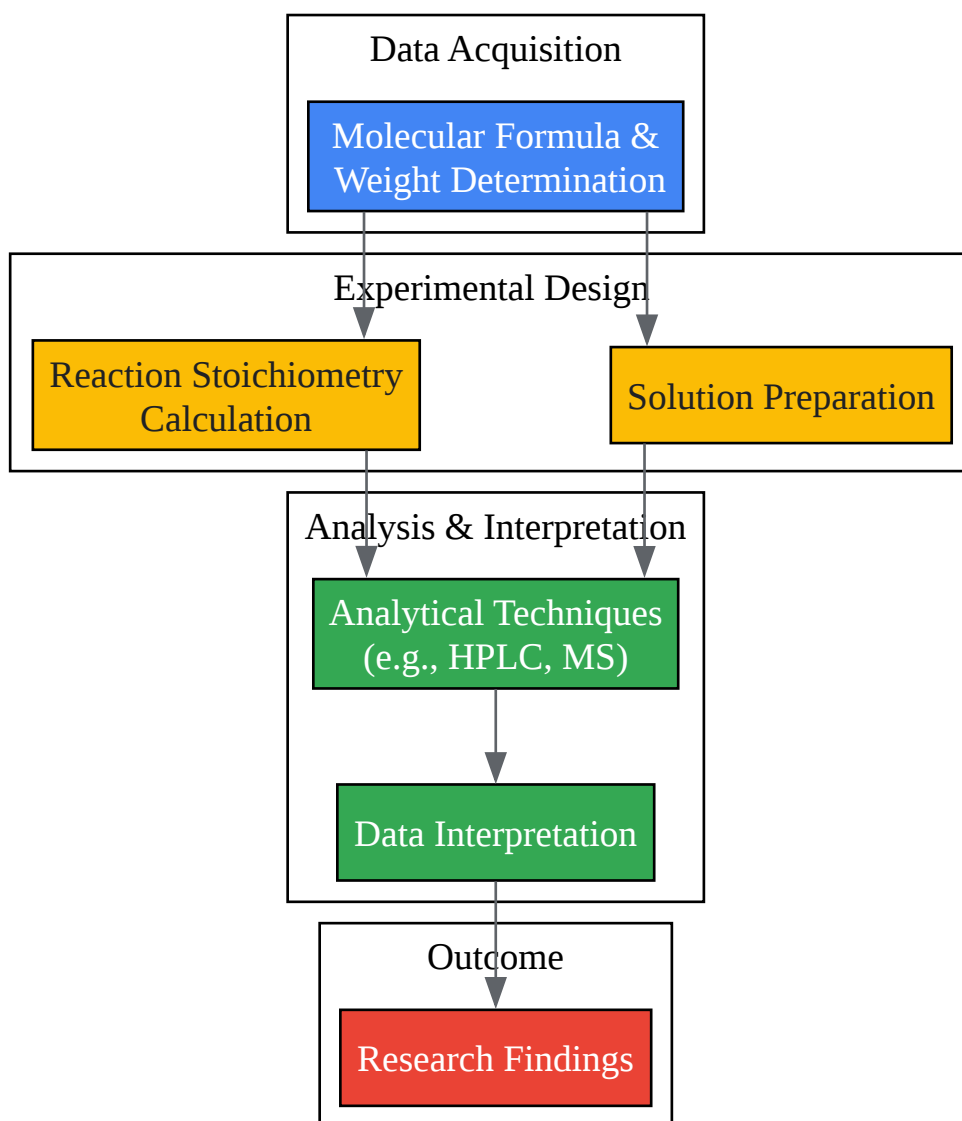 Data Acquisition
Molecular Formula &
Weight Determination
Experimental Design
Reaction Stoichiometry
Calculation
Solution Preparation
Analysis & Interpretation
Analytical Techniques
(e.g., HPLC, MS)
Data Interpretation
Outcome
Research Findings